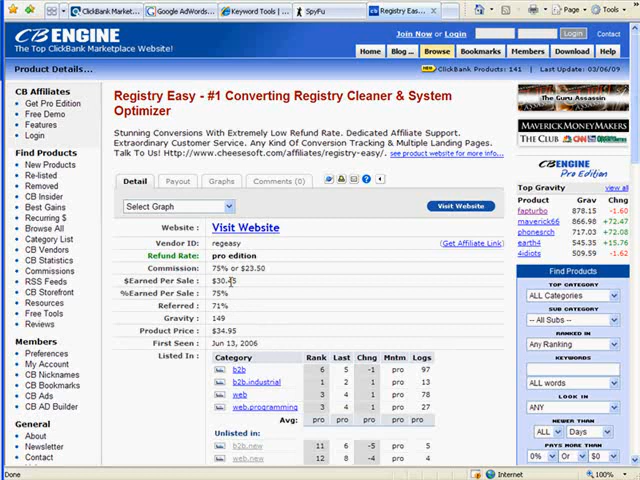 ClickBank Market...
Google AdWords...
Keyword Tools | ...
SpyFu
Registry Easy - ...
Page
Tools
CBENGINE
The Top ClickBank Marketplace Website!
Join Now or Login
Login
Contact
Home
Blog ...
Browse
Bookmarks
Members
Download
Help
Product Details...
NEW
ClickBank Products: 141 | Last Update: 03/06/09
CB Affiliates
Get Pro Edition
Free Demo
Features
Login
Find Products
New Products
Re-listed
Removed
CB Insider
Best Gains
Recurring $
Browse All
Category List
CB Vendors
CB Statistics
Commissions
RSS Feeds
CB Storefront
Resources
Free Tools
Reviews
Members
Preferences
My Account
CB Nicknames
CB Bookmarks
CB Ads
CB AD Builder
General
About
Newsletter
Contact
Registry Easy - #1 Converting Registry Cleaner & System
Optimizer
Stunning Conversions With Extremely Low Refund Rate. Dedicated Affiliate Support.
Extraordinary Customer Service. Any Kind Of Conversion Tracking & Multiple Landing Pages.
Talk To Us! Http://www.cheesesoft.com/affiliates/registry-easy/. see product website for more info...
Detail
Payout
Graphs
Comments (0)
Select Graph
Visit Website
Website : Visit Website
Vendor ID: regeasy (Get Affiliate Link)
Refund Rate: pro edition
Commission: 75% or $23.50
$Earned Per Sale : $30.45
%Earned Per Sale : 75%
Referred : 71%
Gravity : 149
Product Price : $34.95
First Seen : Jun 13, 2006
Listed In :
Category Rank Last Chng Mntm Logs
b2b 6 5 -1 pro 97
b2b.industrial 1 2 1 pro 13
web 3 4 1 pro 78
web.programming 3 4 1 pro 27
Avg: pro pro pro pro pro
Unlisted in:
b2b.new 11 6 -5 pro 5
web.new 12 8 -4 pro 4
The Guru Assassin
MAVERICKMONEYMAKERS
THE CLUB
CNN
CBENGINE
Pro Edition
Top Gravity view all
Product Grav Chg
fapturbo 878.15 -1.60
maverick66 866.98 +72.47
phonesrch 717.03 +72.08
earth4 545.35 +15.76
4idiots 509.59 -1.62
Find Products
TOP CATEGORY
ALL Categories
SUB CATEGORY
-- All Subs --
RANKED IN
Any Ranking
KEYWORDS
All words
LOOK IN
ANY
NEWER THAN
ALL Days
PAYS MORE THAN
0% Or $0
Done
Internet
100%